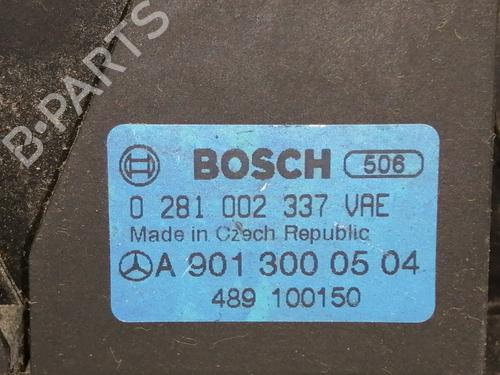 BOSCH 506
0 281 002 337 VAE
Made in Czech Republic
A 901 300 05 04
489 100150
B-PARTS